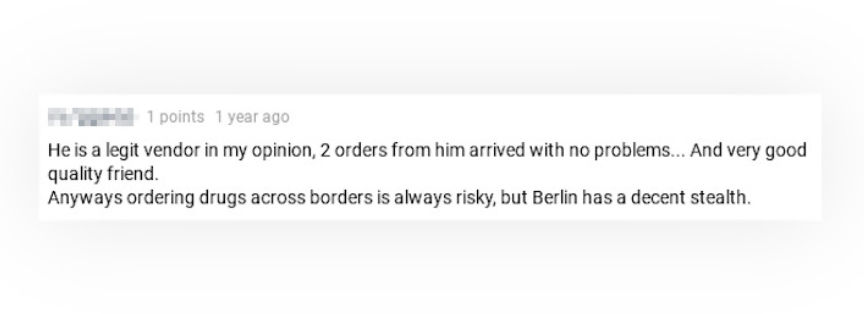 1 points 1 year ago
He is a legit vendor in my opinion, 2 orders from him arrived with no problems... And very good
quality friend.
Anyways ordering drugs across borders is always risky, but Berlin has a decent stealth.